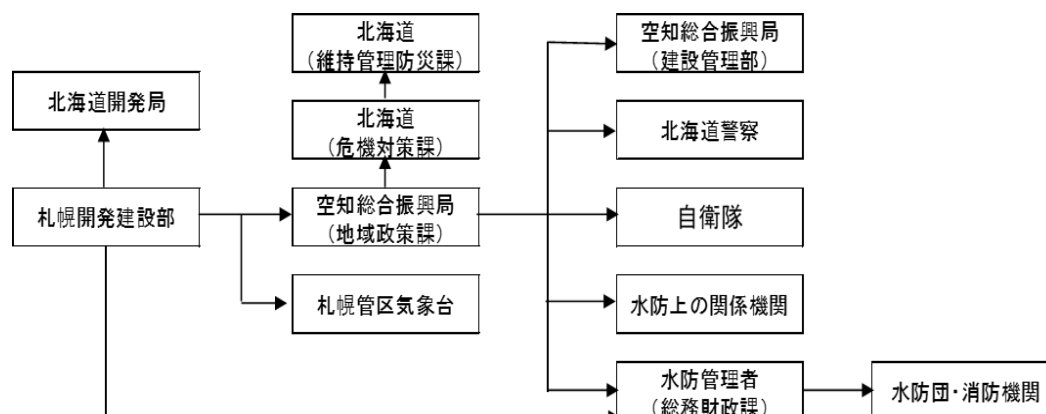 北海道
（維持管理防災課）
空知総合振興局
（建設管理部）
北海道開発局
北海道
（危機対策課）
北海道警察
札幌開発建設部
空知総合振興局
（地域政策課）
自衛隊
札幌管区気象台
水防上の関係機関
水防管理者
（総務財政課）
水防団・消防機関